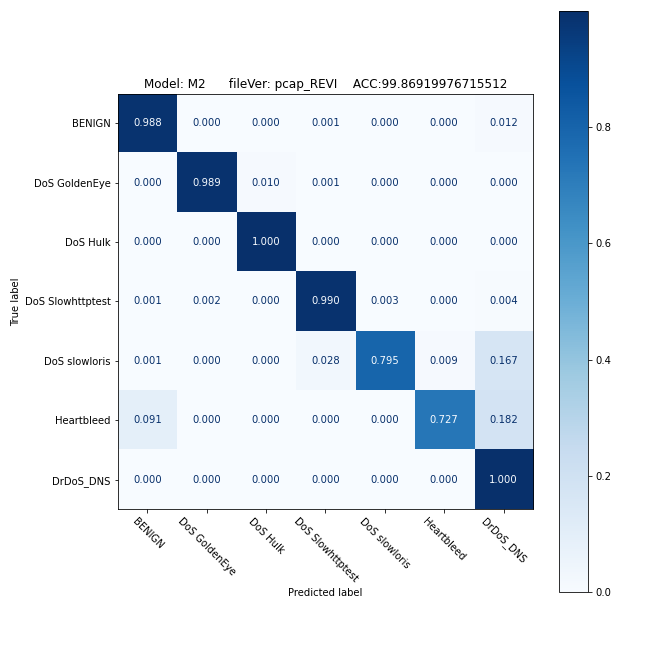 Model: M2 fileVer: pcap_REVI ACC:99.86919976715512
BENIGN 0.988 0.000 0.000 0.001 0.000 0.000 0.012
DoS GoldenEye 0.000 0.989 0.010 0.001 0.000 0.000 0.000
DoS Hulk 0.000 0.000 1.000 0.000 0.000 0.000 0.000
DoS Slowhttptest 0.001 0.002 0.000 0.990 0.003 0.000 0.004
DoS slowloris 0.001 0.000 0.000 0.028 0.795 0.009 0.167
Heartbleed 0.091 0.000 0.000 0.000 0.000 0.727 0.182
DrDoS_DNS 0.000 0.000 0.000 0.000 0.000 0.000 1.000
True label
BENIGN DoS GoldenEye DoS Hulk DoS Slowhttptest DoS slowloris Heartbleed DrDoS_DNS
Predicted label
0.8
0.6
0.4
0.2
0.0